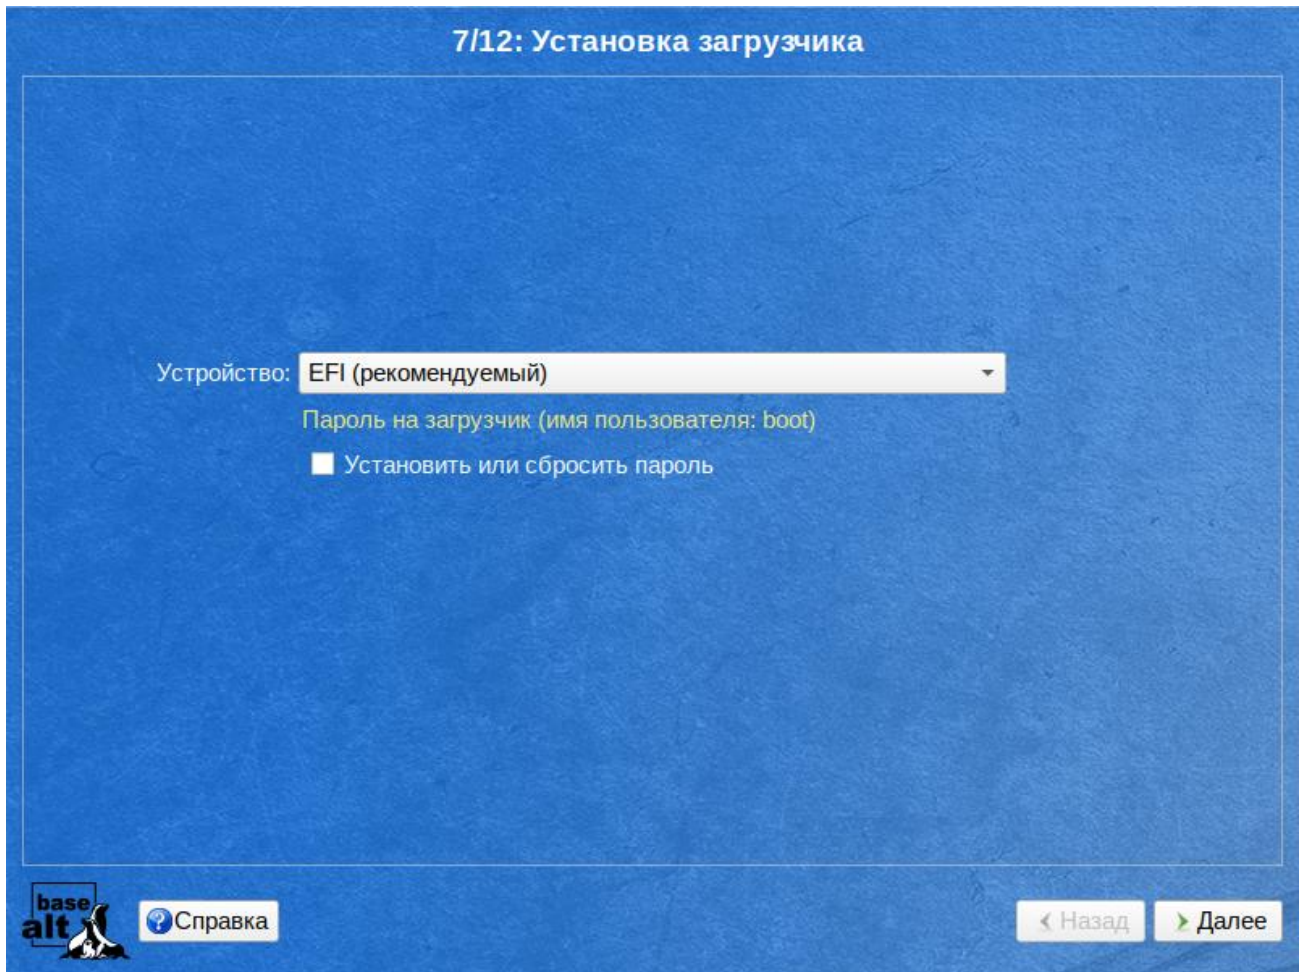 7/12: Установка загрузчика
Устройство: EFI (рекомендуемый)
Пароль на загрузчик (имя пользователя: boot)
Установить или сбросить пароль
base
alt
Справка
Назад
Далее